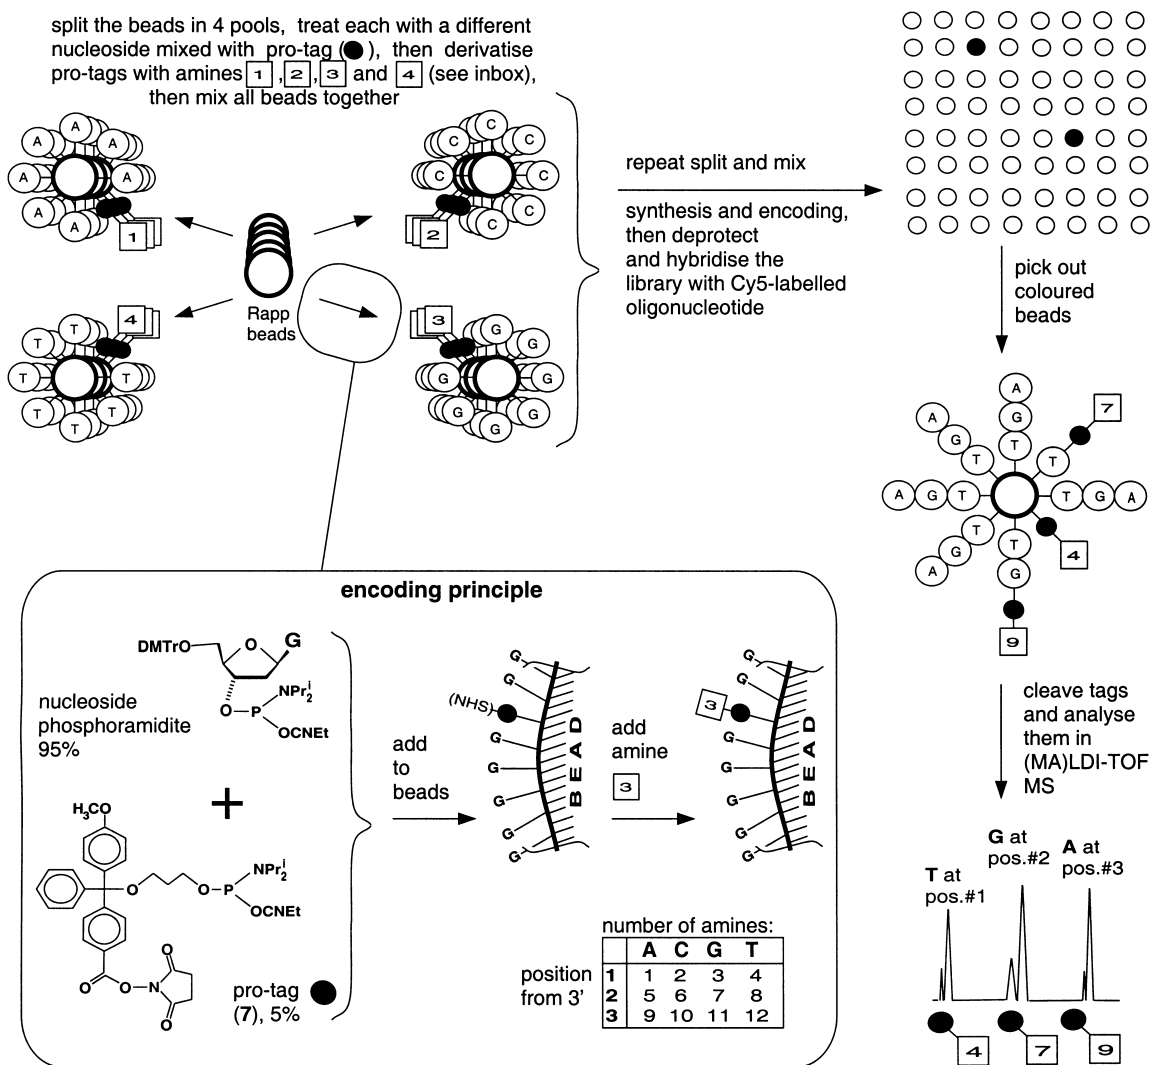 split the beads in 4 pools, treat each with a different
nucleoside mixed with pro-tag ( ), then derivatise
pro-tags with amines 1 , 2 , 3 and 4 (see inbox),
then mix all beads together
A A A A A A A
1
C C C C C C C
2
Rapp
beads
4
T T T T T T T
3
G G G G G G G
repeat split and mix
synthesis and encoding,
then deprotect
and hybridise the
library with Cy5-labelled
oligonucleotide
pick out
coloured
beads
A G T
A G T
T 7
A G T
T G A
A G T
4
T G
9
cleave tags
and analyse
them in
(MA)LDI-TOF
MS
encoding principle
DMTrO
O
G
O
P
NPr2i
OCNEt
nucleoside
phosphoramidite
95%
+
H3CO
O
O
P
NPr2i
OCNEt
O
O
N
O
O
pro-tag
(7), 5%
add
to
beads
G
G
(NHS)
G
G
G
G
G
BEAD
add
amine
3
G
G
3
G
G
G
G
G
BEAD
number of amines:
A C G T
position
from 3'
1 1 2 3 4
2 5 6 7 8
3 9 10 11 12
T at
pos.#1
G at
pos.#2
A at
pos.#3
4
7
9